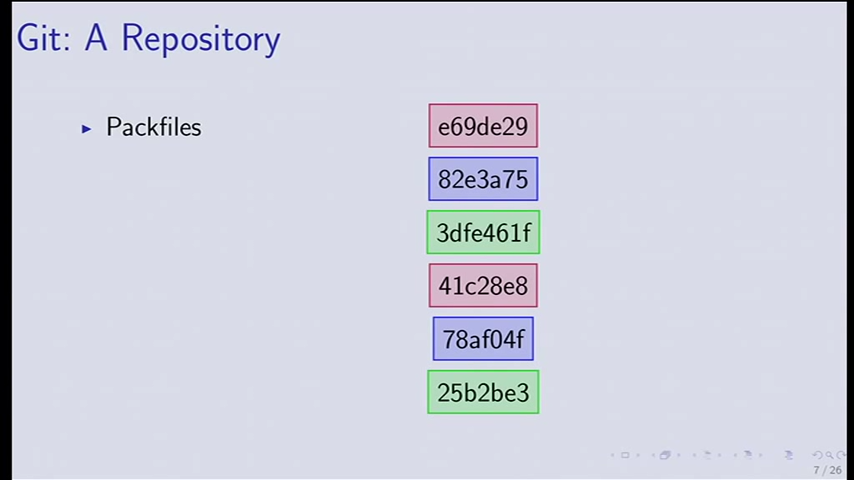 Git: A Repository
Packfiles
e69de29
82e3a75
3dfe461f
41c28e8
78af04f
25b2be3
7 / 26